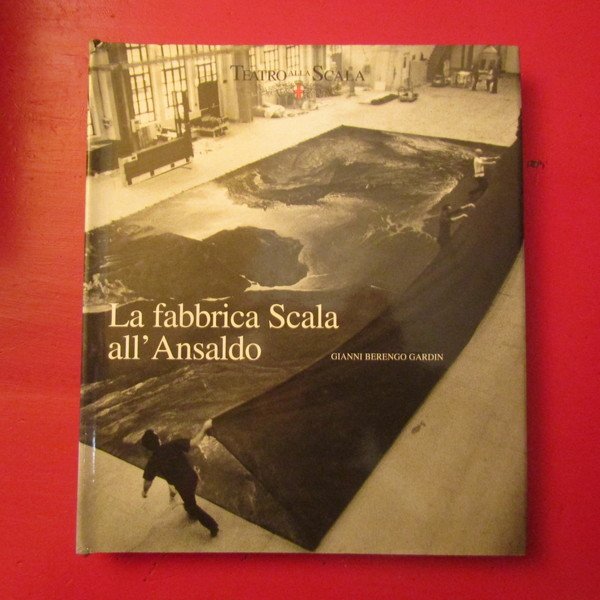 TEATRO ALLA SCALA
La fabbrica Scala
all'Ansaldo
GIANNI BERENGO GARDIN